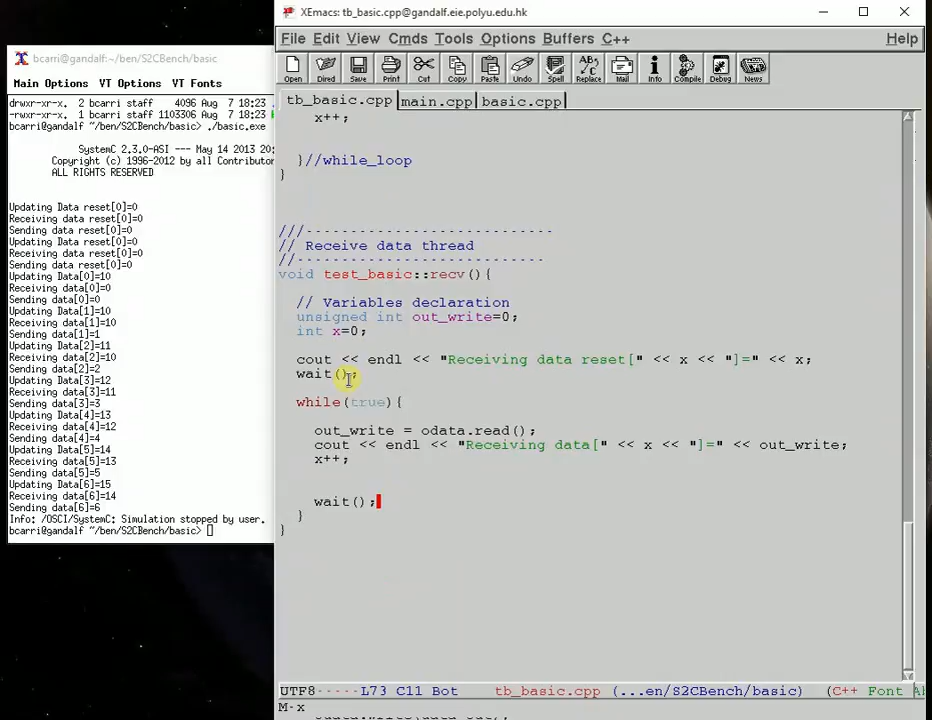 XEmacs: tb_basic.cpp@gandalf.eie.polyu.edu.hk
File Edit View Cmds Tools Options Buffers C++ Help
Open Dired Save Print Cut Copy Paste Undo Spell Replace Mail Info Compile Debug News
tb_basic.cpp main.cpp basic.cpp
x++;
}//while_loop
}
///----------------------------
// Receive data thread
//----------------------------
void test_basic::recv(){
// Variables declaration
unsigned int out_write=0;
int x=0;
cout << endl << "Receiving data reset[" << x << "]=" << x;
wait();
while(true){
out_write = odata.read();
cout << endl << "Receiving data[" << x << "]=" << out_write;
x++;
wait();
}
}
UTF8-----L73 C11 Bot tb_basic.cpp (...en/S2CBench/basic) (C++ Font
M-x
bcarri@gandalf:~/ben/S2CBench/basic
Main Options VT Options VT Fonts
drwxr-xr-x. 2 bcarri staff 4096 Aug 7 18:23
-rwxr-xr-x. 1 bcarri staff 1103306 Aug 7 18:23
bcarri@gandalf ~/ben/S2CBench/basic> ./basic.exe
SystemC 2.3.0-ASI --- May 14 2013 20:
Copyright (c) 1996-2012 by all Contributor
ALL RIGHTS RESERVED
Updating Data reset[0]=0
Receiving data reset[0]=0
Sending data reset[0]=0
Updating Data reset[0]=0
Receiving data reset[0]=0
Sending data reset[0]=0
Updating Data[0]=10
Receiving data[0]=0
Sending data[0]=0
Updating Data[1]=10
Receiving data[1]=10
Sending data[1]=1
Updating Data[2]=11
Receiving data[2]=10
Sending data[2]=2
Updating Data[3]=12
Receiving data[3]=11
Sending data[3]=3
Updating Data[4]=13
Receiving data[4]=12
Sending data[4]=4
Updating Data[5]=14
Receiving data[5]=13
Sending data[5]=5
Updating Data[6]=15
Receiving data[6]=14
Sending data[6]=6
Info: /OSCI/SystemC: Simulation stopped by user.
bcarri@gandalf ~/ben/S2CBench/basic>